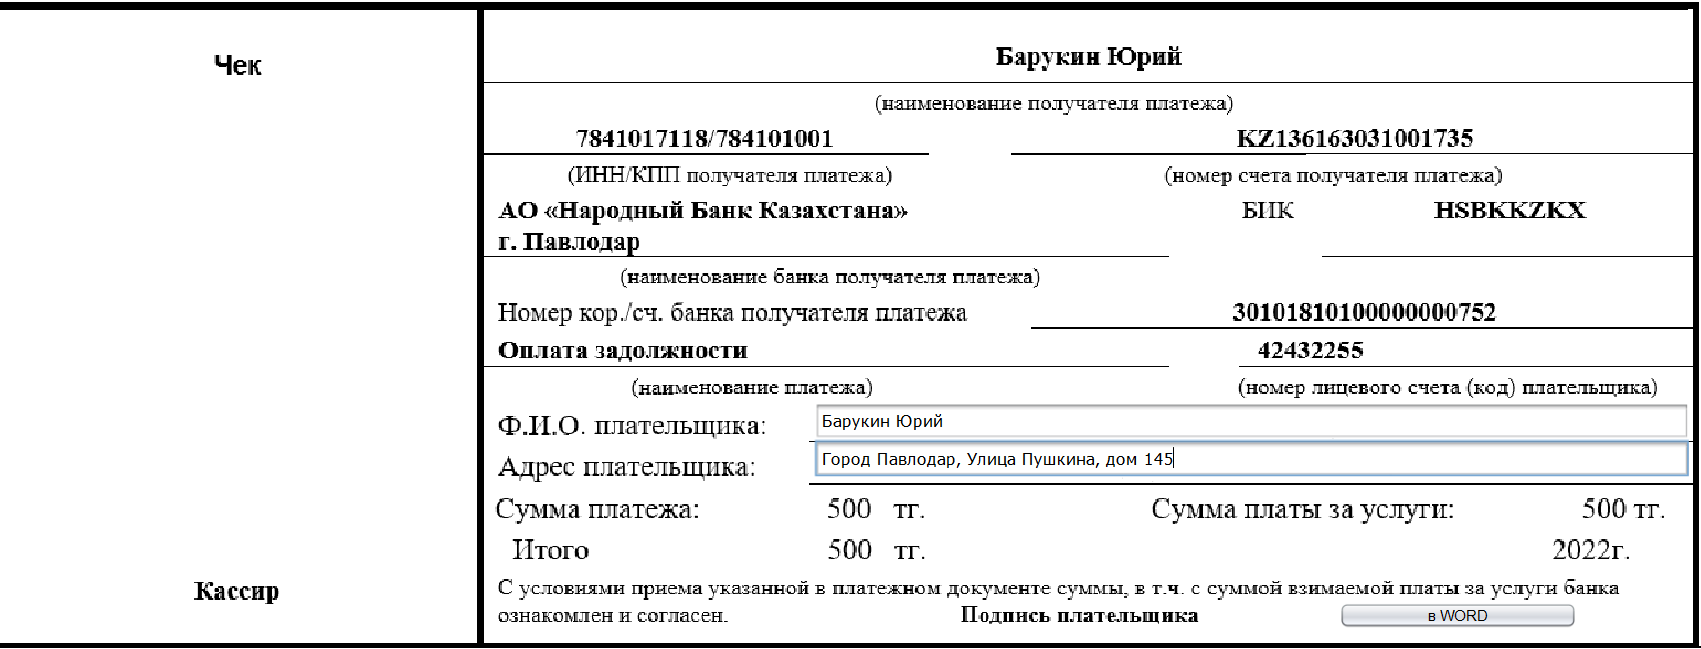 Чек
Барукин Юрий
(наименование получателя платежа)
7841017118/784101001 KZ136163031001735
(ИНН/КПП получателя платежа) (номер счета получателя платежа)
АО «Народный Банк Казахстана» БИК HSBKKZKX
г. Павлодар
(наименование банка получателя платежа)
Номер кор./сч. банка получателя платежа 30101810100000000752
Оплата задолжности 42432255
(наименование платежа) (номер лицевого счета (код) плательщика)
Ф.И.О. плательщика: Барукин Юрий
Адрес плательщика: Город Павлодар, Улица Пушкина, дом 145
Сумма платежа: 500 тг. Сумма платы за услуги: 500 тг.
Итого 500 тг. 2022г.
Кассир
С условиями приема указанной в платежном документе суммы, в т.ч. с суммой взимаемой платы за услуги банка
ознакомлен и согласен. Подпись плательщика в WORD